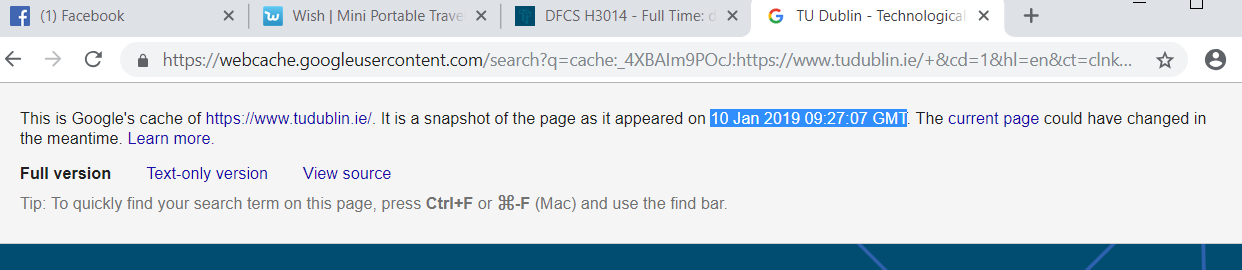 (1) Facebook
Wish | Mini Portable Trave
DFCS H3014 - Full Time: d
TU Dublin - Technological
https://webcache.googleusercontent.com/search?q=cache:_4XBAIm9POcJ:https://www.tudublin.ie/+&cd=1&hl=en&ct=clnk...
This is Google's cache of https://www.tudublin.ie/. It is a snapshot of the page as it appeared on 10 Jan 2019 09:27:07 GMT. The current page could have changed in
the meantime. Learn more.
Full version Text-only version View source
Tip: To quickly find your search term on this page, press Ctrl+F or ⌘-F (Mac) and use the find bar.